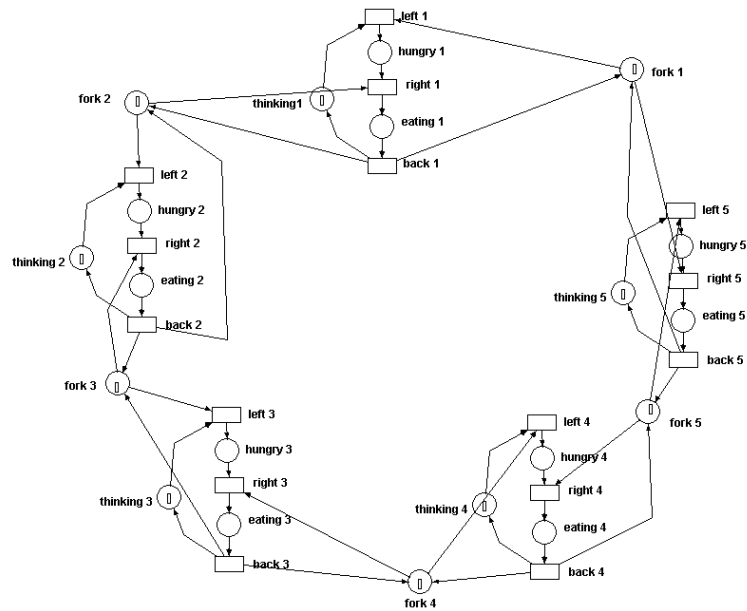 left 1
hungry 1
fork 1
right 1
fork 2
thinking1
eating 1
back 1
left 2
hungry 2
left 5
right 2
hungry 5
thinking 2
right 5
eating 2
thinking 5
eating 5
back 2
back 5
fork 3
left 3
left 4
fork 5
hungry 3
hungry 4
right 3
right 4
thinking 3
thinking 4
eating 3
eating 4
back 3
back 4
fork 4